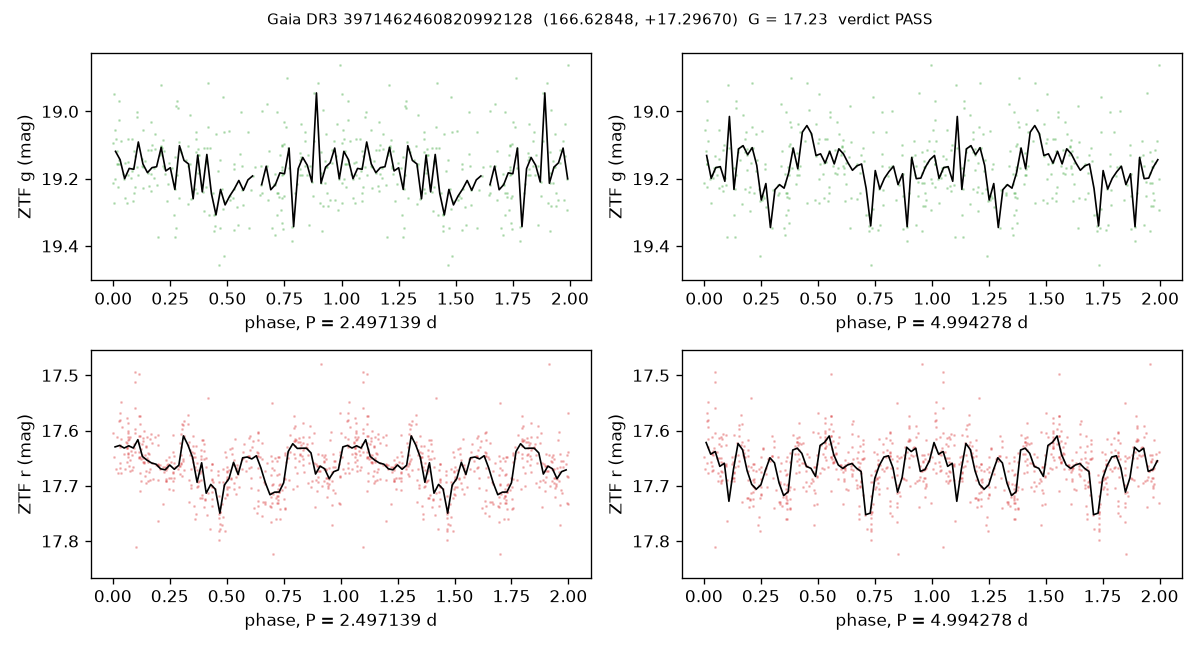 Gaia DR3 3971462460820992128 (166.62848, +17.29670) G = 17.23 verdict PASS
ZTF g (mag)
19.0
19.2
19.4
0.00 0.25 0.50 0.75 1.00 1.25 1.50 1.75 2.00
phase, P = 2.497139 d
ZTF g (mag)
19.0
19.2
19.4
0.00 0.25 0.50 0.75 1.00 1.25 1.50 1.75 2.00
phase, P = 4.994278 d
ZTF r (mag)
17.5
17.6
17.7
17.8
0.00 0.25 0.50 0.75 1.00 1.25 1.50 1.75 2.00
phase, P = 2.497139 d
ZTF r (mag)
17.5
17.6
17.7
17.8
0.00 0.25 0.50 0.75 1.00 1.25 1.50 1.75 2.00
phase, P = 4.994278 d